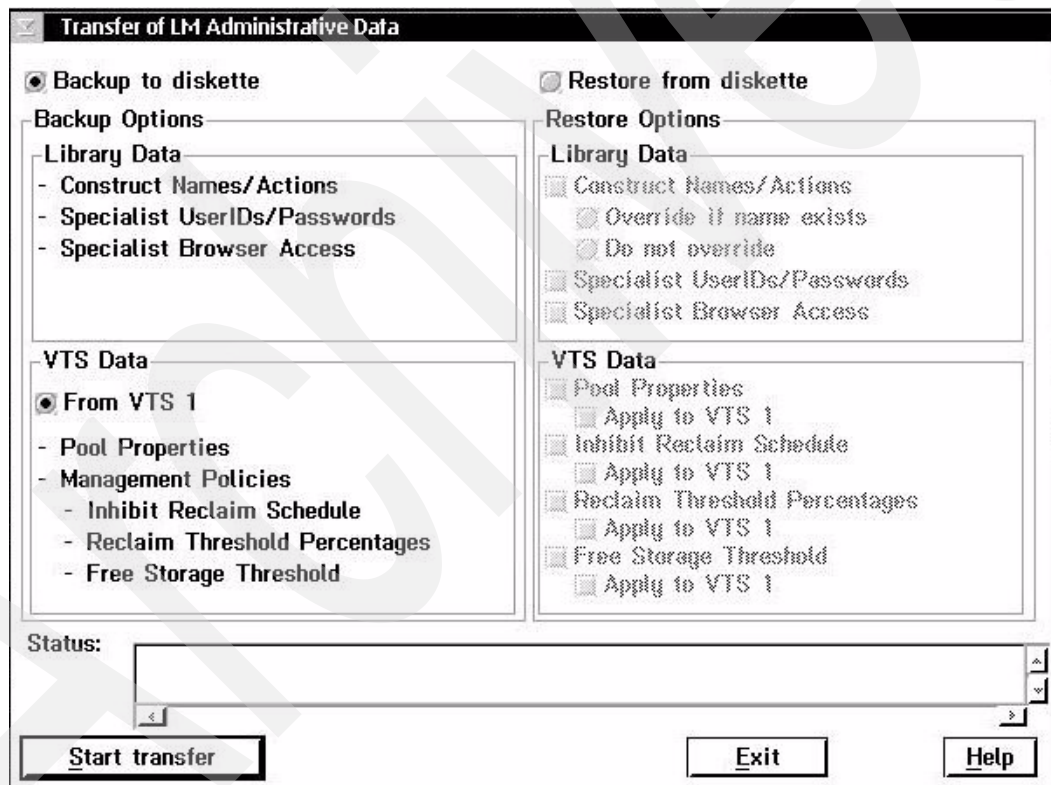 Transfer of LM Administrative Data
Backup to diskette
Backup Options
Library Data
- Construct Names/Actions
- Specialist UserIDs/Passwords
- Specialist Browser Access
VTS Data
From VTS 1
- Pool Properties
- Management Policies
- Inhibit Reclaim Schedule
- Reclaim Threshold Percentages
- Free Storage Threshold
Restore from diskette
Restore Options
Library Data
Construct Names/Actions
Override if name exists
Do not override
Specialist UserIDs/Passwords
Specialist Browser Access
VTS Data
Pool Properties
Apply to VTS 1
Inhibit Reclaim Schedule
Apply to VTS 1
Reclaim Threshold Percentages
Apply to VTS 1
Free Storage Threshold
Apply to VTS 1
Status:
Start transfer
Exit
Help